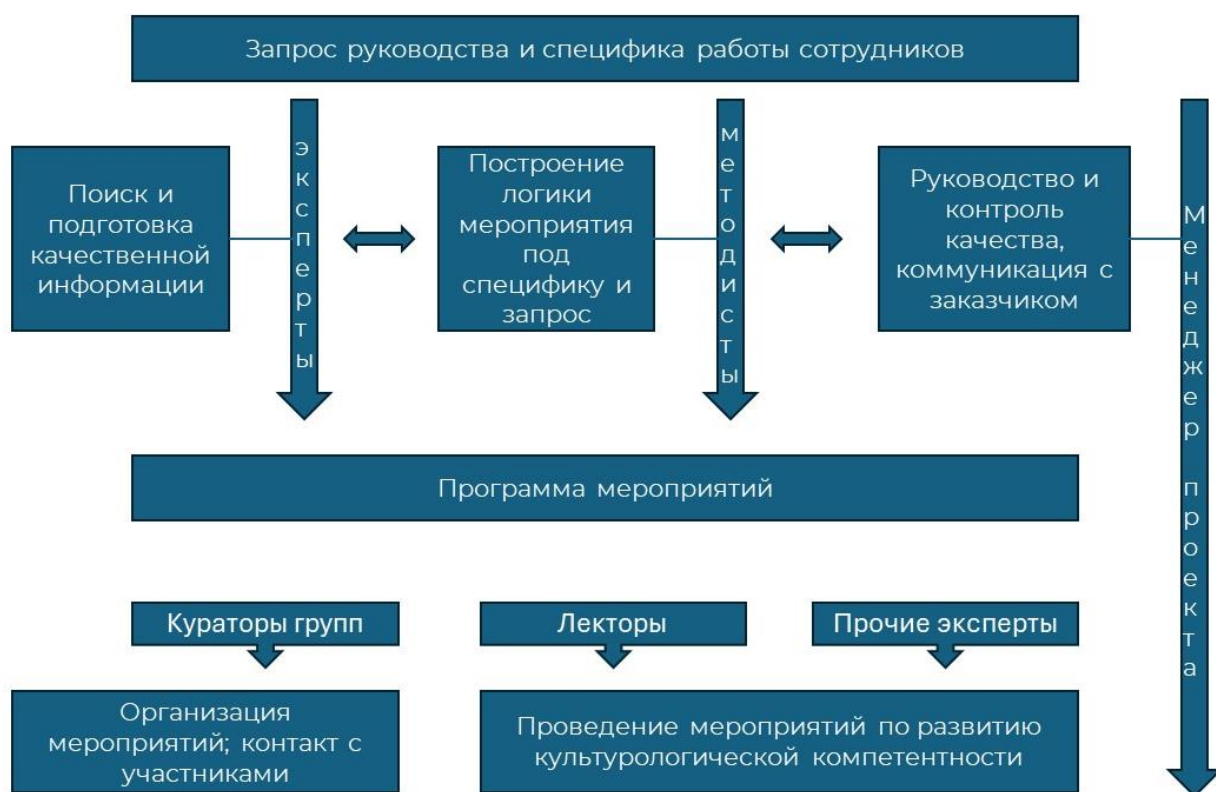 Запрос руководства и специфика работы сотрудников
Поиск и
подготовка
качественной
информации
эксперты
Построение
логики
мероприятия
под
специфику и
запрос
методисты
Руководство и
контроль
качества,
коммуникация с
заказчиком
Менеджер проекта
Программа мероприятий
Кураторы групп
Лекторы
Прочие эксперты
Организация
мероприятий; контакт с
участниками
Проведение мероприятий по развитию
культурологической компетентности